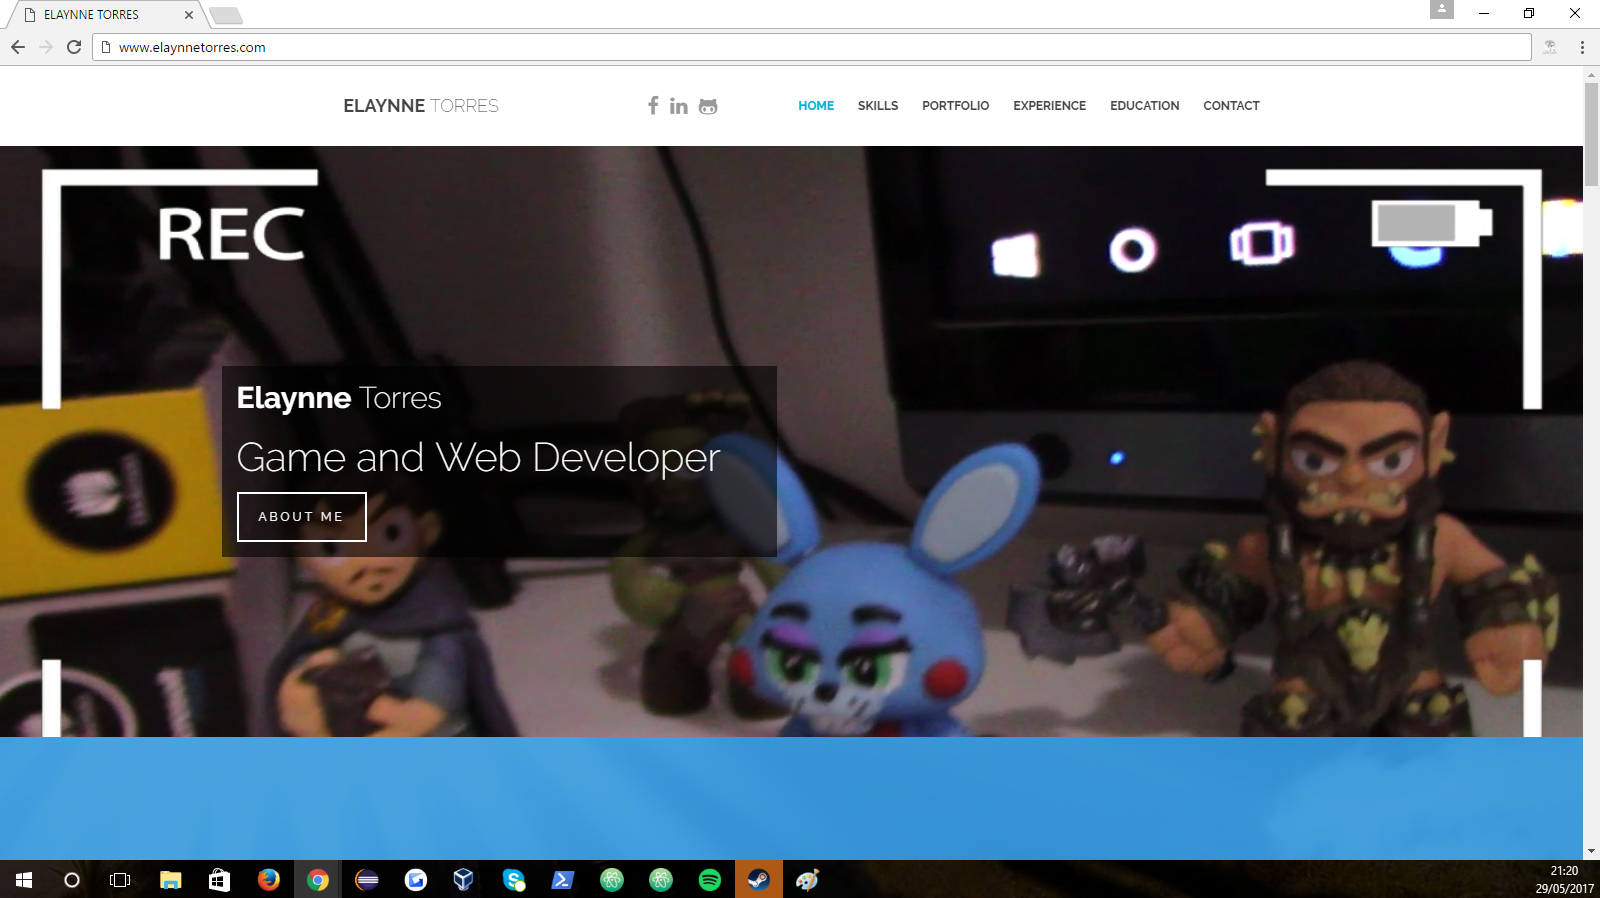 ELAYNNE TORRES
www.elaynnetorres.com
ELAYNNE TORRES HOME SKILLS PORTFOLIO EXPERIENCE EDUCATION CONTACT
REC
Elaynne Torres
Game and Web Developer
ABOUT ME
21:20
29/05/2017